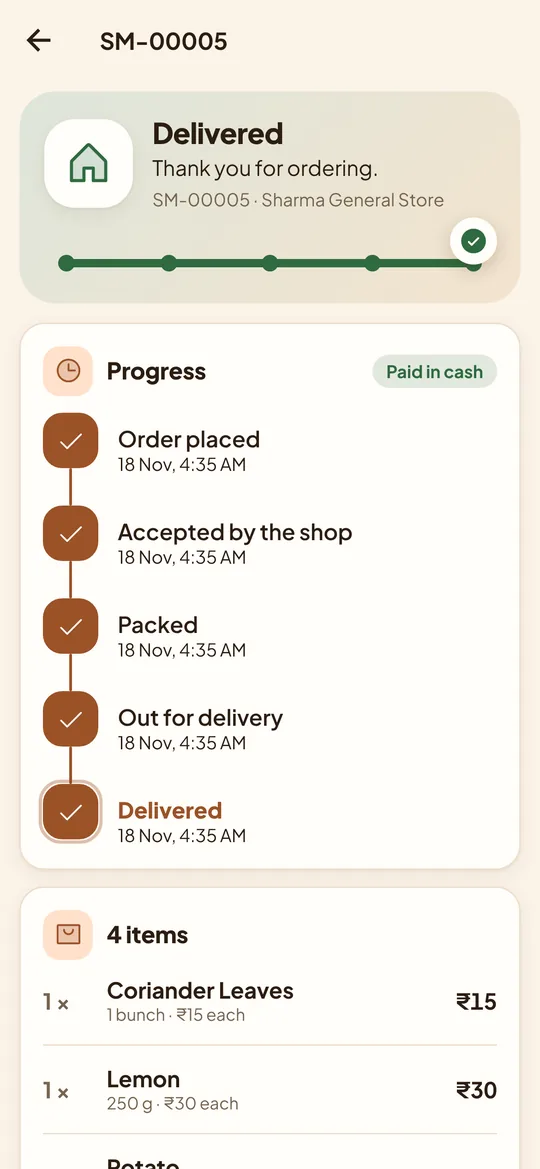 SM-00005
Delivered
Thank you for ordering.
SM-00005 · Sharma General Store
Progress
Paid in cash
Order placed
18 Nov, 4:35 AM
Accepted by the shop
18 Nov, 4:35 AM
Packed
18 Nov, 4:35 AM
Out for delivery
18 Nov, 4:35 AM
Delivered
18 Nov, 4:35 AM
4 items
1 × Coriander Leaves ₹15
1 bunch · ₹15 each
1 × Lemon ₹30
250 g · ₹30 each
Potato